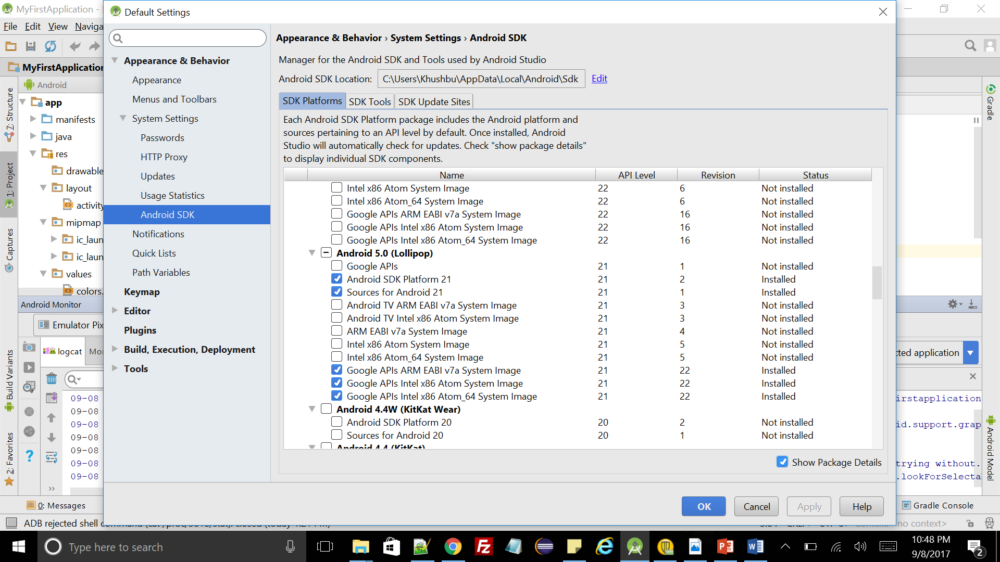 MyFirstApplication -
Default Settings
File Edit View Naviga
Appearance & Behavior › System Settings › Android SDK
Manager for the Android SDK and Tools used by Android Studio
Android SDK Location: C:\Users\Khushbu\AppData\Local\Android\Sdk Edit
SDK Platforms SDK Tools SDK Update Sites
Each Android SDK Platform package includes the Android platform and
sources pertaining to an API level by default. Once installed, Android
Studio will automatically check for updates. Check "show package details"
to display individual SDK components.
Name API Level Revision Status
Intel x86 Atom System Image 22 6 Not installed
Intel x86 Atom_64 System Image 22 6 Not installed
Google APIs ARM EABI v7a System Image 22 16 Not installed
Google APIs Intel x86 Atom System Image 22 16 Not installed
Google APIs Intel x86 Atom_64 System Image 22 16 Not installed
Android 5.0 (Lollipop)
Google APIs 21 1 Not installed
Android SDK Platform 21 21 2 Installed
Sources for Android 21 21 1 Installed
Android TV ARM EABI v7a System Image 21 3 Not installed
Android TV Intel x86 Atom System Image 21 3 Not installed
ARM EABI v7a System Image 21 4 Not installed
Intel x86 Atom System Image 21 5 Not installed
Intel x86 Atom_64 System Image 21 5 Not installed
Google APIs ARM EABI v7a System Image 21 22 Installed
Google APIs Intel x86 Atom System Image 21 22 Installed
Google APIs Intel x86 Atom_64 System Image 21 22 Installed
Android 4.4W (KitKat Wear)
Android SDK Platform 20 20 2 Not installed
Sources for Android 20 20 1 Not installed
Android 4.4 (KitKat)
Show Package Details
OK Cancel Apply Help
Appearance & Behavior
Appearance
Menus and Toolbars
System Settings
Passwords
HTTP Proxy
Updates
Usage Statistics
Android SDK
Notifications
Quick Lists
Path Variables
Keymap
Editor
Plugins
Build, Execution, Deployment
Tools
MyFirstApplication
Android
app
manifests
java
res
drawable
layout
activity
mipmap
ic_laun
ic_laun
values
colors.
Android Monitor
Emulator Pix
logcat Mo
09-08
09-08
09-08
09-08
09-08
09-08
09-08
7: Structure
1: Project
Captures
Build Variants
2: Favorites
Gradle
Android Model
cted application
irstapplication
id.support.grap
trying without.
.lookForSelecta
0: Messages
Gradle Console
ADB rejected shell
no context>
Type here to search
10:48 PM
9/8/2017
2